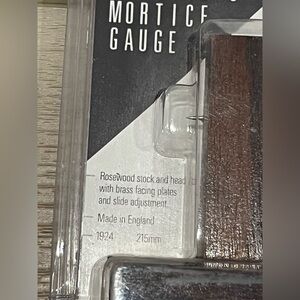 MORTICE
GAUGE
Rosewood stock and head
with brass facing plates
and slide adjustment.
Made in England
1924 215mm